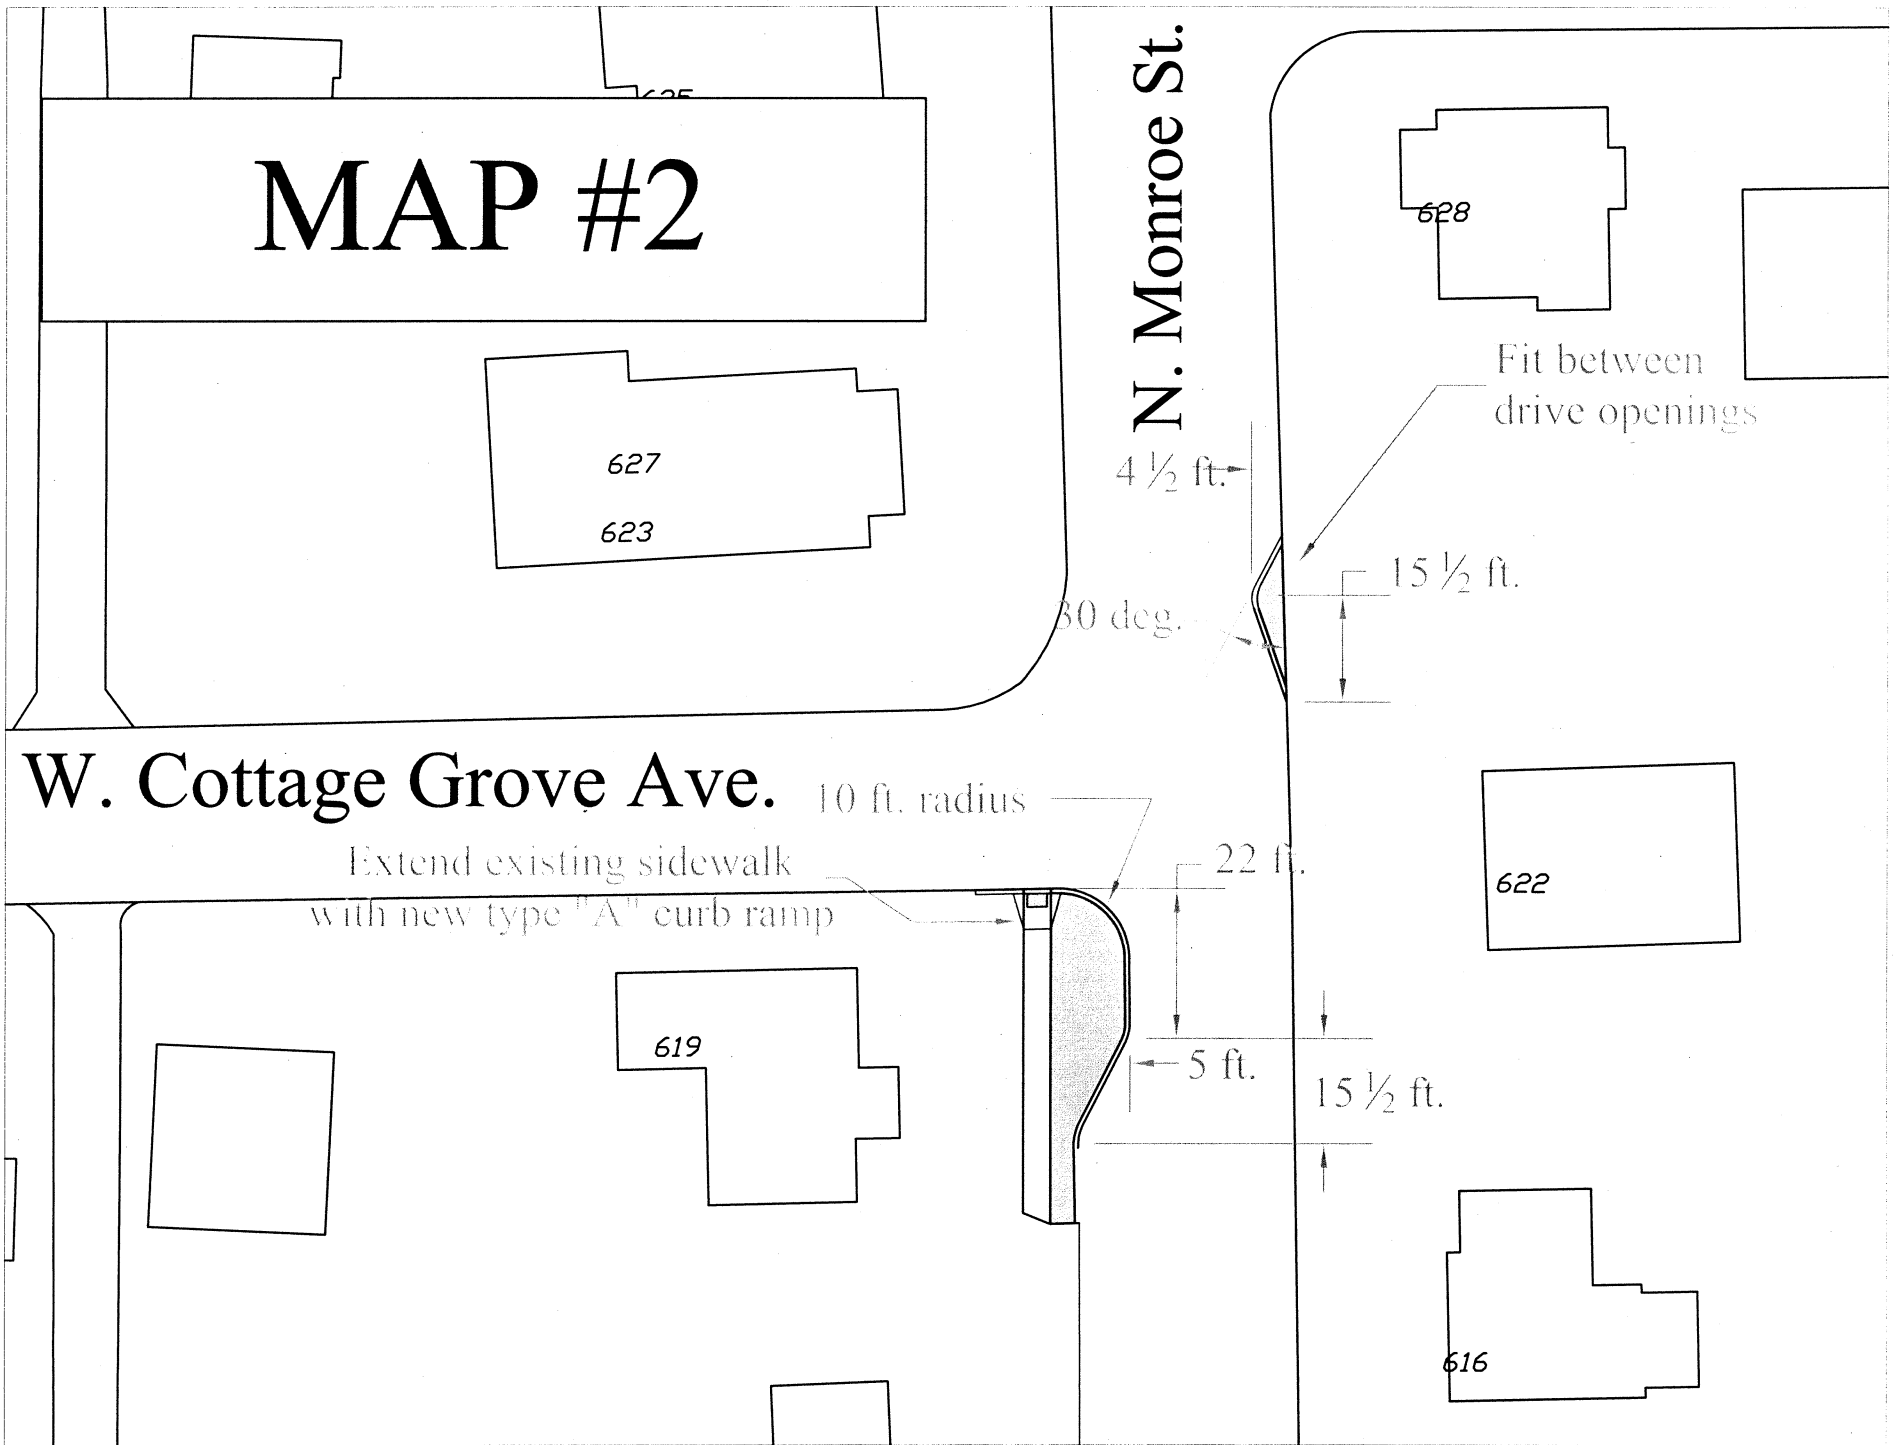 MAP #2
N. Monroe St.
628
Fit between
drive openings
627
623
4 ½ ft.
15 ½ ft.
30 deg.
W. Cottage Grove Ave.
10 ft. radius
Extend existing sidewalk
with new type "A" curb ramp
22 ft.
622
619
5 ft.
15 ½ ft.
616